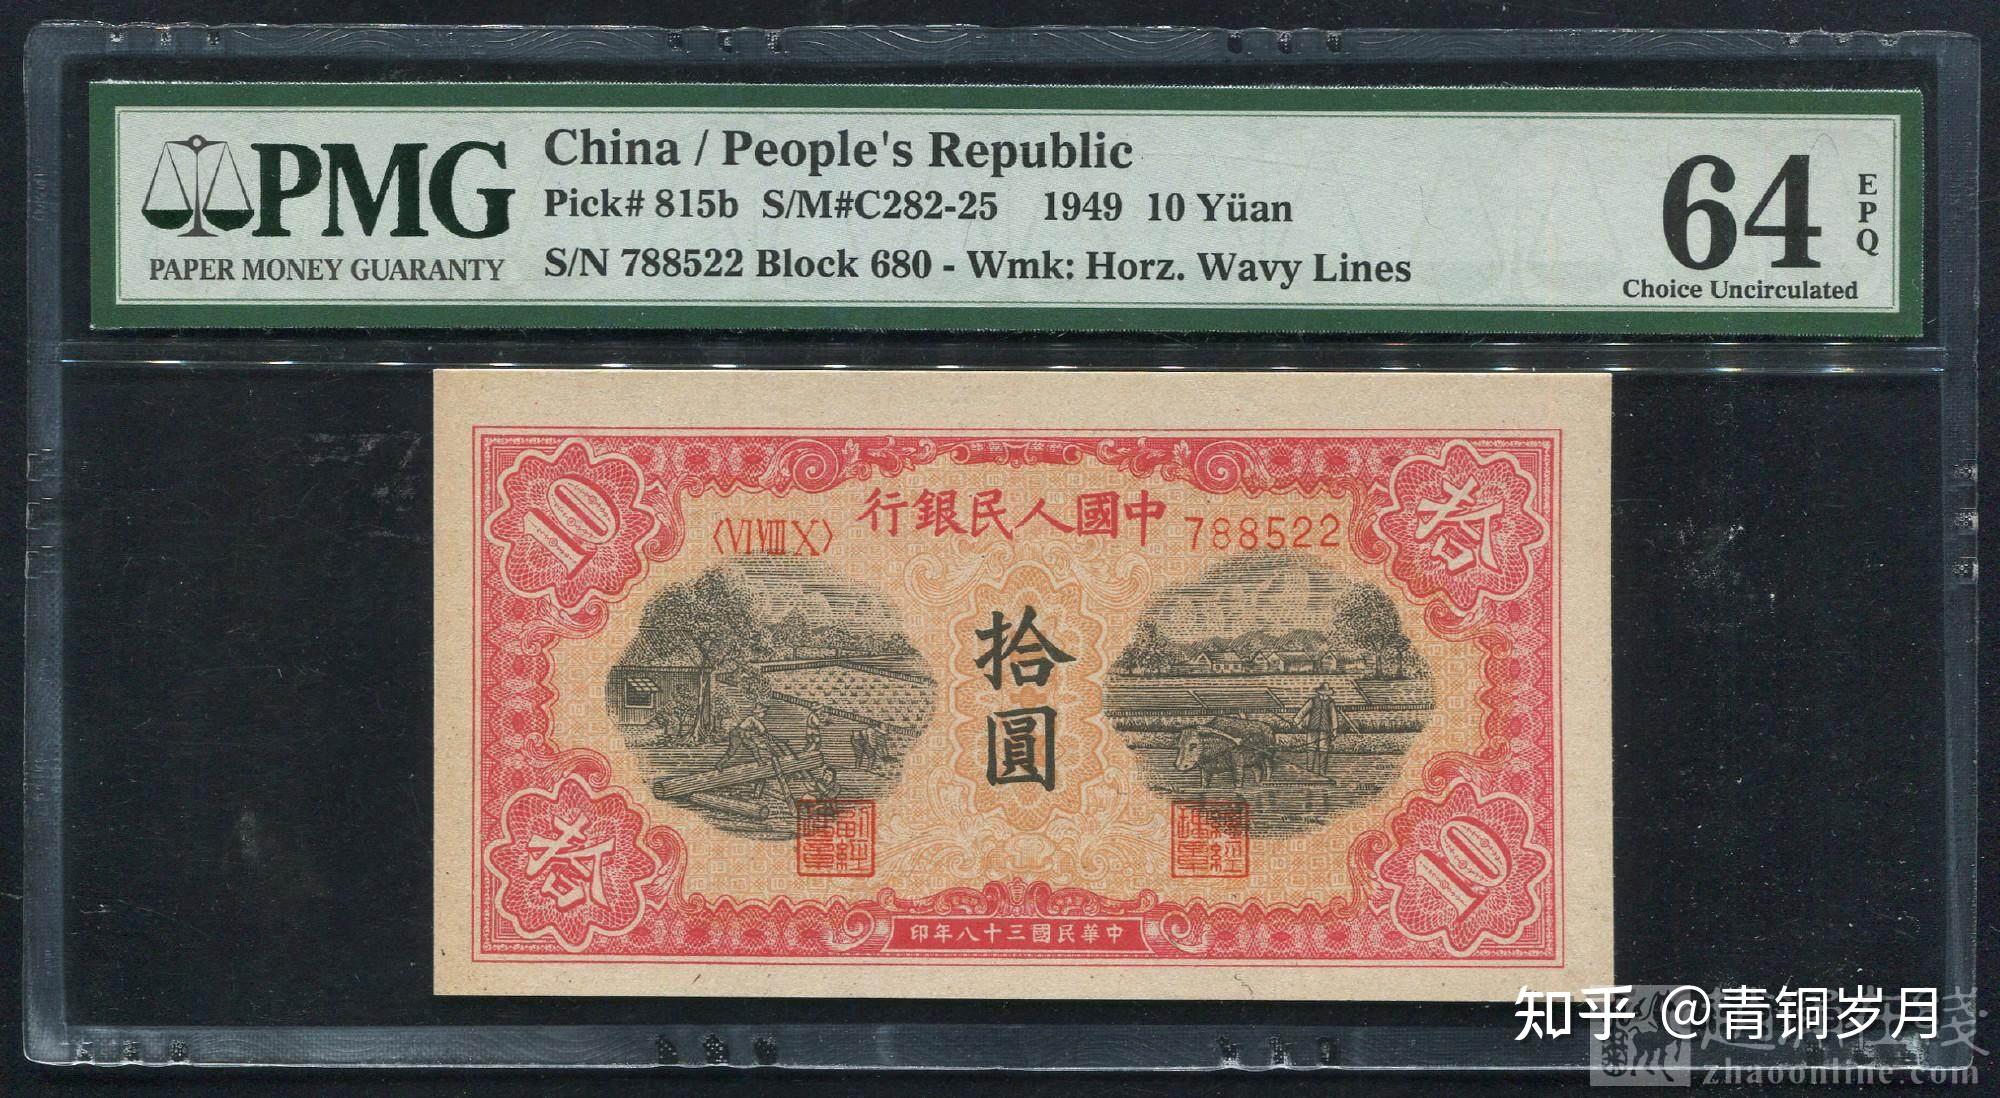 PMG
PAPER MONEY GUARANTY
China / People's Republic
Pick# 815b S/M#C282-25 1949 10 Yüan
S/N 788522 Block 680 - Wmk: Horz. Wavy Lines
64
EPQ
Choice Uncirculated
行銀民人國中
〈VI VIII X〉
788522
10
拾
拾圓
拾
10
印年八十三國民華中
知乎 @青铜岁月
zhaoonline.com